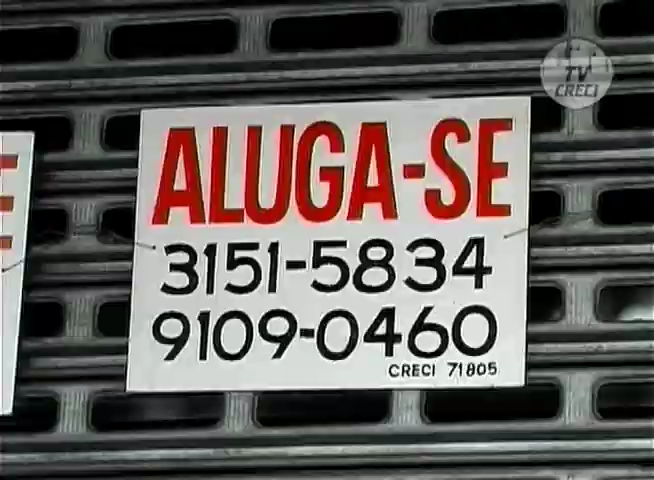 TV
CRECI
ALUGA-SE
3151-5834
9109-0460
CRECI 71805